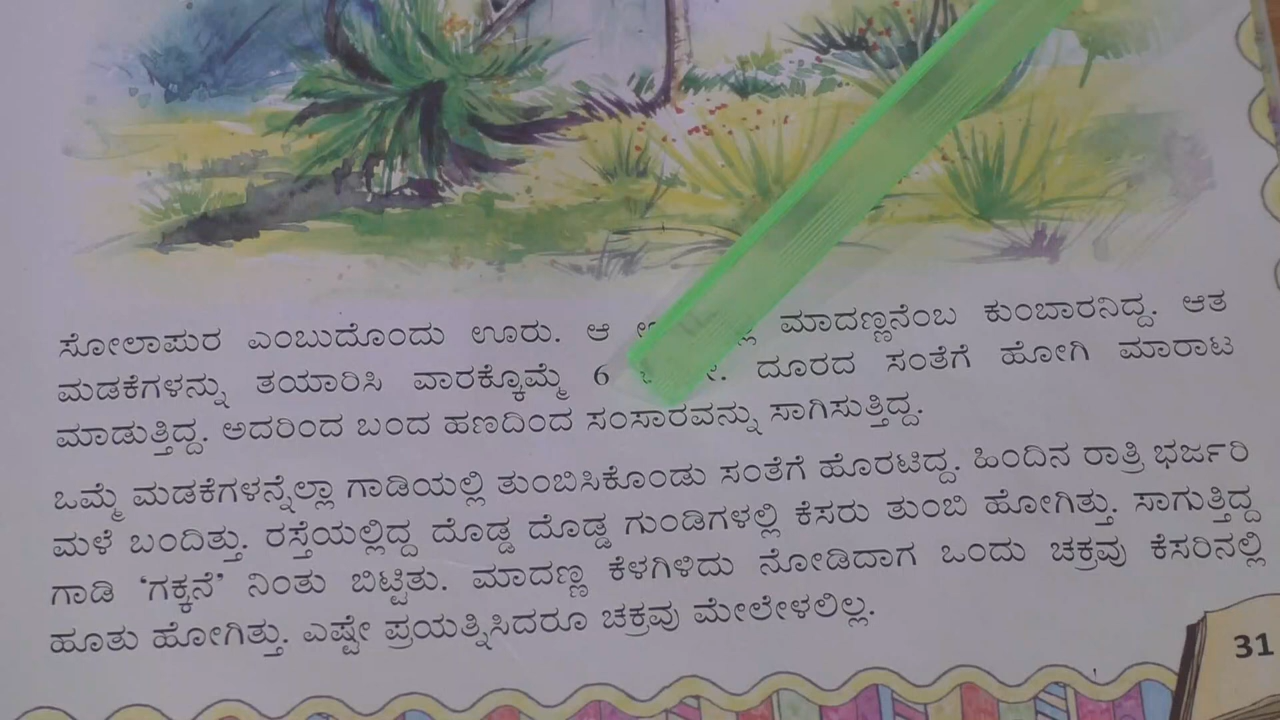 ಸೋಲಾಪುರ ಎಂಬುದೊಂದು ಊರು. ಆ ಮಾದಣ್ಣನೆಂಬ ಕುಂಬಾರನಿದ್ದ. ಆತ
ಮಡಕೆಗಳನ್ನು ತಯಾರಿಸಿ ವಾರಕ್ಕೊಮ್ಮೆ 6 ದೂರದ ಸಂತೆಗೆ ಹೋಗಿ ಮಾರಾಟ
ಮಾಡುತ್ತಿದ್ದ. ಅದರಿಂದ ಬಂದ ಹಣದಿಂದ ಸಂಸಾರವನ್ನು ಸಾಗಿಸುತ್ತಿದ್ದ.
ಒಮ್ಮೆ ಮಡಕೆಗಳನ್ನೆಲ್ಲಾ ಗಾಡಿಯಲ್ಲಿ ತುಂಬಿಸಿಕೊಂಡು ಸಂತೆಗೆ ಹೊರಟಿದ್ದ. ಹಿಂದಿನ ರಾತ್ರಿ ಭರ್ಜರಿ
ಮಳೆ ಬಂದಿತ್ತು. ರಸ್ತೆಯಲ್ಲಿದ್ದ ದೊಡ್ಡ ದೊಡ್ಡ ಗುಂಡಿಗಳಲ್ಲಿ ಕೆಸರು ತುಂಬಿ ಹೋಗಿತ್ತು. ಸಾಗುತ್ತಿದ್ದ
ಗಾಡಿ ‘ಗಕ್ಕನೆ’ ನಿಂತು ಬಿಟ್ಟಿತು. ಮಾದಣ್ಣ ಕೆಳಗಿಳಿದು ನೋಡಿದಾಗ ಒಂದು ಚಕ್ರವು ಕೆಸರಿನಲ್ಲಿ
ಹೂತು ಹೋಗಿತ್ತು. ಎಷ್ಟೇ ಪ್ರಯತ್ನಿಸಿದರೂ ಚಕ್ರವು ಮೇಲೇಳಲಿಲ್ಲ.
31